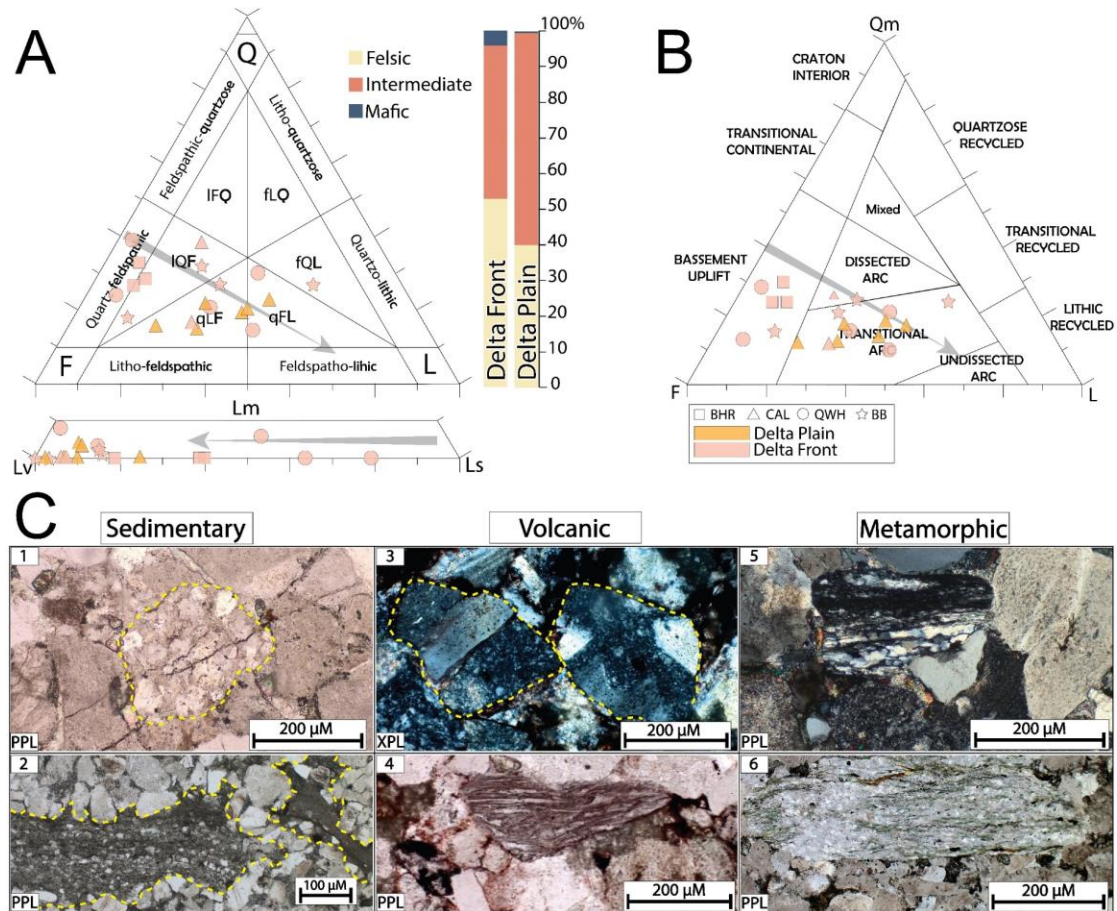 A
Q
Feldspathic-quartzose
Litho-quartzose
lFQ
fLQ
Quartz-feldspathic
lQF
fQL
Quartzo-lithic
qLF
qFL
F
Litho-feldspathic
Feldspatho-lihic
L
Lm
Lv
Ls
Felsic
Intermediate
Mafic
100%
90
80
70
60
50
40
30
20
10
0
Delta Front
Delta Plain
B
Qm
CRATON
INTERIOR
TRANSITIONAL
CONTINENTAL
QUARTZOSE
RECYCLED
Mixed
TRANSITIONAL
RECYCLED
BASSEMENT
UPLIFT
DISSECTED
ARC
LITHIC
RECYCLED
TRANSITIONAL
ARC
UNDISSECTED
ARC
F
L
BHR CAL QWH BB
Delta Plain
Delta Front
C
Sedimentary
Volcanic
Metamorphic
1
PPL
200 µM
3
XPL
200 µM
5
PPL
200 µM
2
PPL
100 µM
4
PPL
200 µM
6
PPL
200 µM